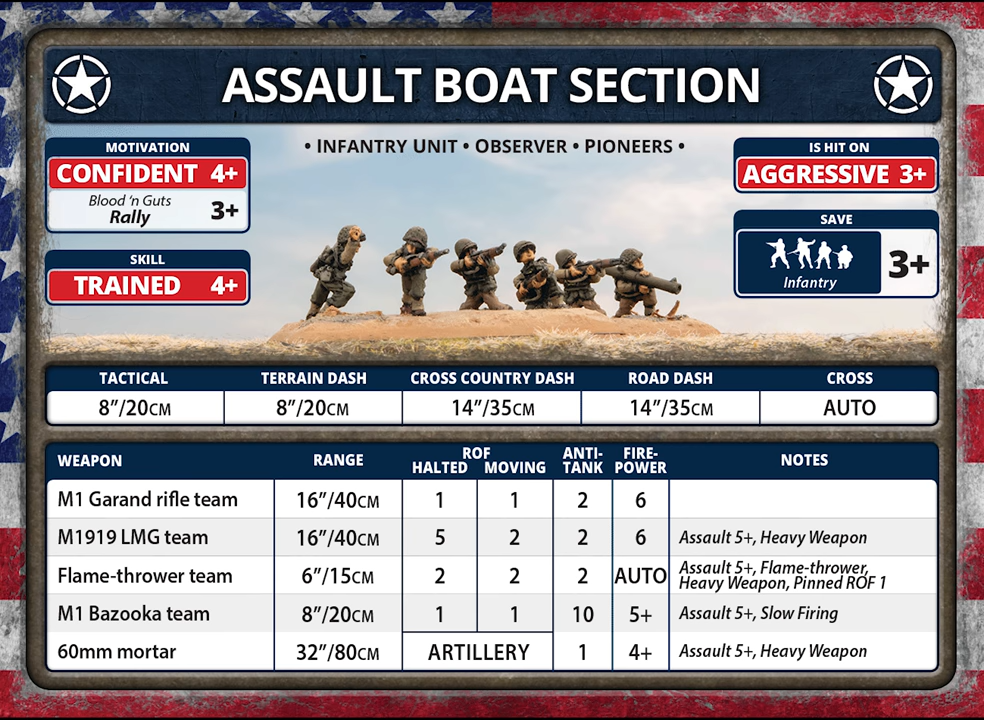 ASSAULT BOAT SECTION
• INFANTRY UNIT • OBSERVER • PIONEERS •
MOTIVATION
CONFIDENT 4+
Blood 'n Guts
Rally 3+
SKILL
TRAINED 4+
IS HIT ON
AGGRESSIVE 3+
SAVE
Infantry 3+
TACTICAL TERRAIN DASH CROSS COUNTRY DASH ROAD DASH CROSS
8”/20CM 8”/20CM 14”/35CM 14”/35CM AUTO
WEAPON RANGE ROF HALTED MOVING ANTI-TANK FIRE-POWER NOTES
M1 Garand rifle team 16”/40CM 1 1 2 6
M1919 LMG team 16”/40CM 5 2 2 6 Assault 5+, Heavy Weapon
Flame-thrower team 6”/15CM 2 2 2 AUTO Assault 5+, Flame-thrower,
Heavy Weapon, Pinned ROF 1
M1 Bazooka team 8”/20CM 1 1 10 5+ Assault 5+, Slow Firing
60mm mortar 32”/80CM ARTILLERY 1 4+ Assault 5+, Heavy Weapon